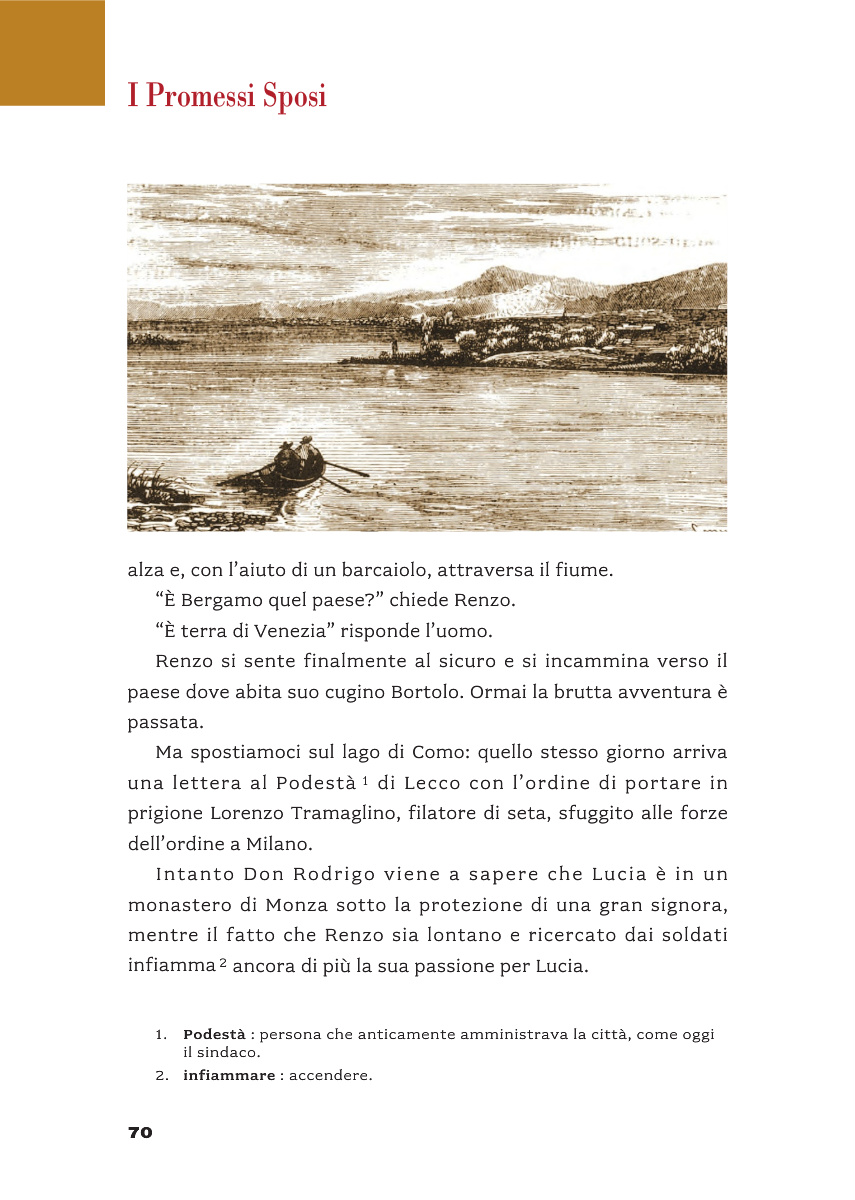 I Promessi Sposi
alza e, con l’aiuto di un barcaiolo, attraversa il fiume.
“È Bergamo quel paese?” chiede Renzo.
“È terra di Venezia” risponde l’uomo.
Renzo si sente finalmente al sicuro e si incammina verso il
paese dove abita suo cugino Bortolo. Ormai la brutta avventura è
passata.
Ma spostiamoci sul lago di Como: quello stesso giorno arriva
una lettera al Podestà 1 di Lecco con l’ordine di portare in
prigione Lorenzo Tramaglino, filatore di seta, sfuggito alle forze
dell’ordine a Milano.
Intanto Don Rodrigo viene a sapere che Lucia è in un
monastero di Monza sotto la protezione di una gran signora,
mentre il fatto che Renzo sia lontano e ricercato dai soldati
infiamma 2 ancora di più la sua passione per Lucia.
1. Podestà : persona che anticamente amministrava la città, come oggi
il sindaco.
2. infiammare : accendere.
70